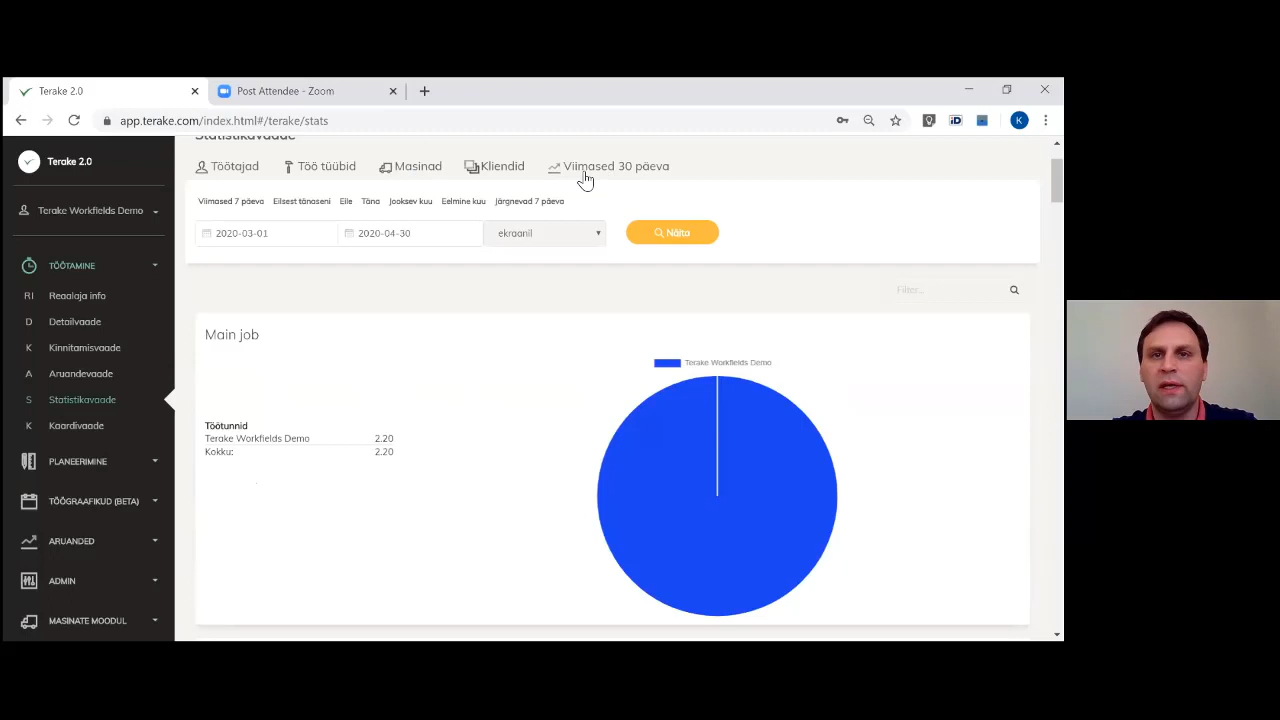 Terake 2.0
Post Attendee - Zoom
app.terake.com/index.html#/terake/stats
K
Terake 2.0
Terake Workfields Demo
TÖÖTAMINE
RI Reaalaja info
D Detailvaade
K Kinnitamisvaade
A Aruandevaade
S Statistikavaade
K Kaardivaade
PLANEERIMINE
TÖÖGRAAFIKUD (BETA)
ARUANDED
ADMIN
MASINATE MOODUL
Statistikavaade
Töötajad Töö tüübid Masinad Kliendid Viimased 30 päeva
Viimased 7 päeva Eilsest tänaseni Eile Täna Jooksev kuu Eelmine kuu Järgnevad 7 päeva
2020-03-01 2020-04-30 ekraanil Näita
Filter...
Main job
Terake Workfields Demo
Töötunnid
Terake Workfields Demo 2.20
Kokku: 2.20